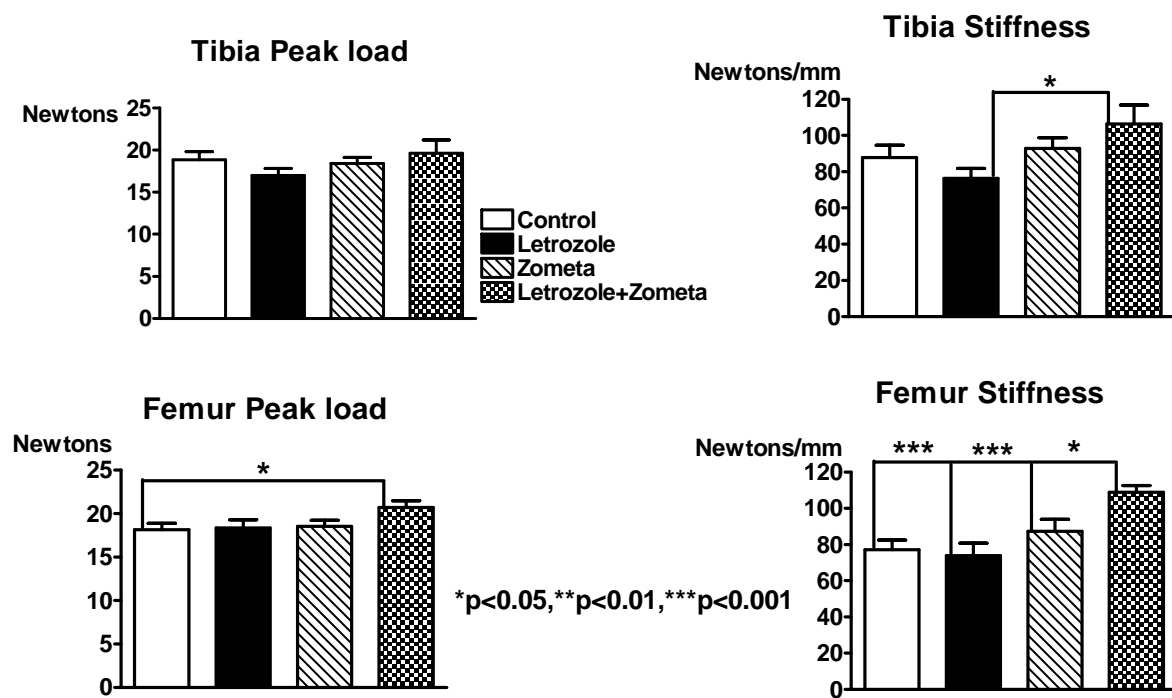 Tibia Peak load
Newtons
25
20
15
10
5
0
Control
Letrozole
Zometa
Letrozole+Zometa
Tibia Stiffness
Newtons/mm
*
120
100
80
60
40
20
0
Femur Peak load
Newtons
*
25
20
15
10
5
0
*p<0.05,**p<0.01,***p<0.001
Femur Stiffness
Newtons/mm
*** *** *
120
100
80
60
40
20
0